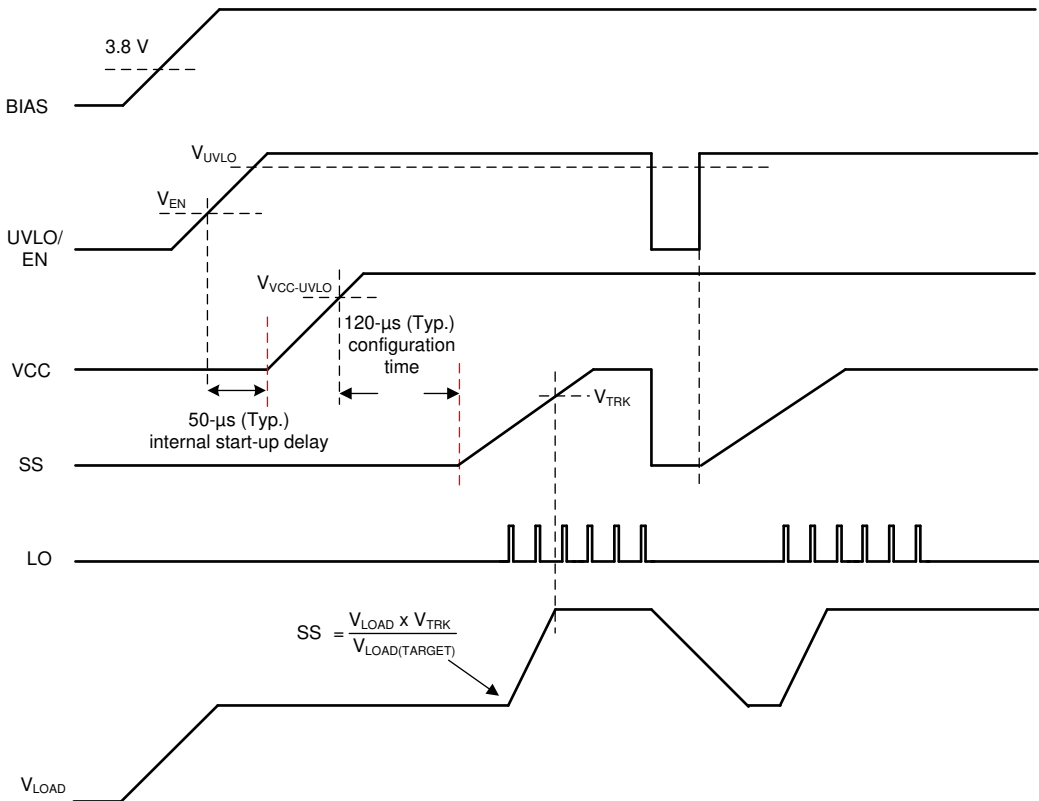 3.8 V
BIAS
VUVLO
VEN
UVLO/
EN
VVCC-UVLO
120-µs (Typ.)
configuration
time
VCC
VTRK
50-µs (Typ.)
internal start-up delay
SS
LO
SS = VLOAD x VTRK
VLOAD(TARGET)
VLOAD